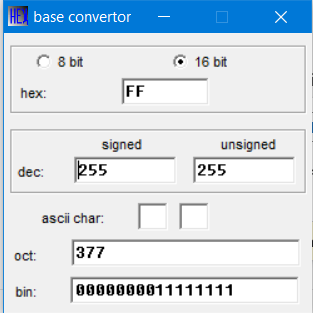 HEX base convertor
8 bit 16 bit
hex: FF
signed unsigned
dec: 255 255
ascii char:
oct: 377
bin: 0000000011111111